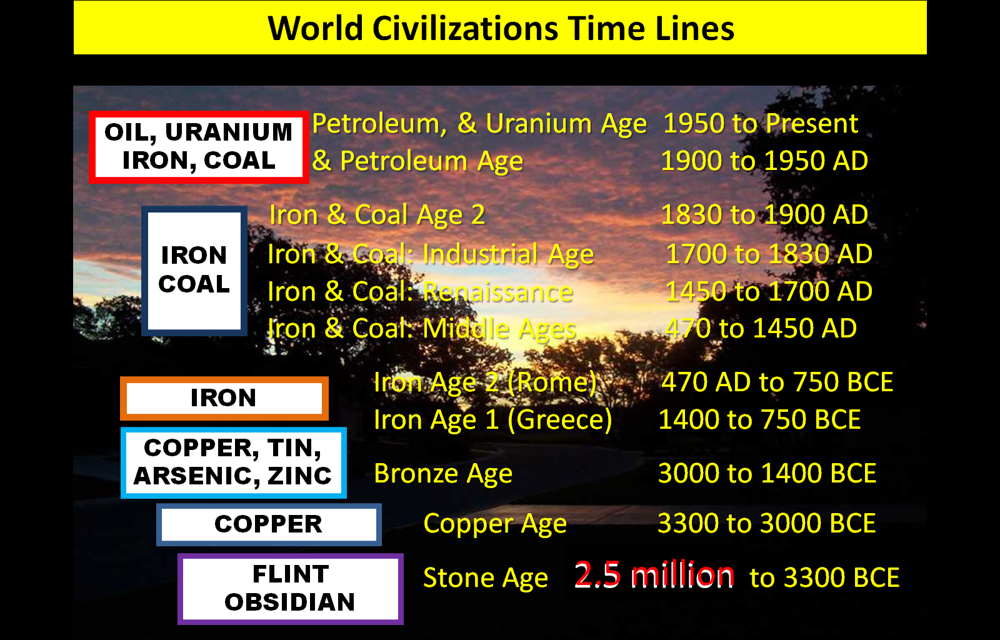 World Civilizations Time Lines
OIL, URANIUM
IRON, COAL
Petroleum, & Uranium Age 1950 to Present
& Petroleum Age 1900 to 1950 AD
IRON
COAL
Iron & Coal Age 2 1830 to 1900 AD
Iron & Coal: Industrial Age 1700 to 1830 AD
Iron & Coal: Renaissance 1450 to 1700 AD
Iron & Coal: Middle Ages 470 to 1450 AD
IRON
Iron Age 2 (Rome) 470 AD to 750 BCE
Iron Age 1 (Greece) 1400 to 750 BCE
COPPER, TIN,
ARSENIC, ZINC
Bronze Age 3000 to 1400 BCE
COPPER
Copper Age 3300 to 3000 BCE
FLINT
OBSIDIAN
Stone Age 2.5 million to 3300 BCE